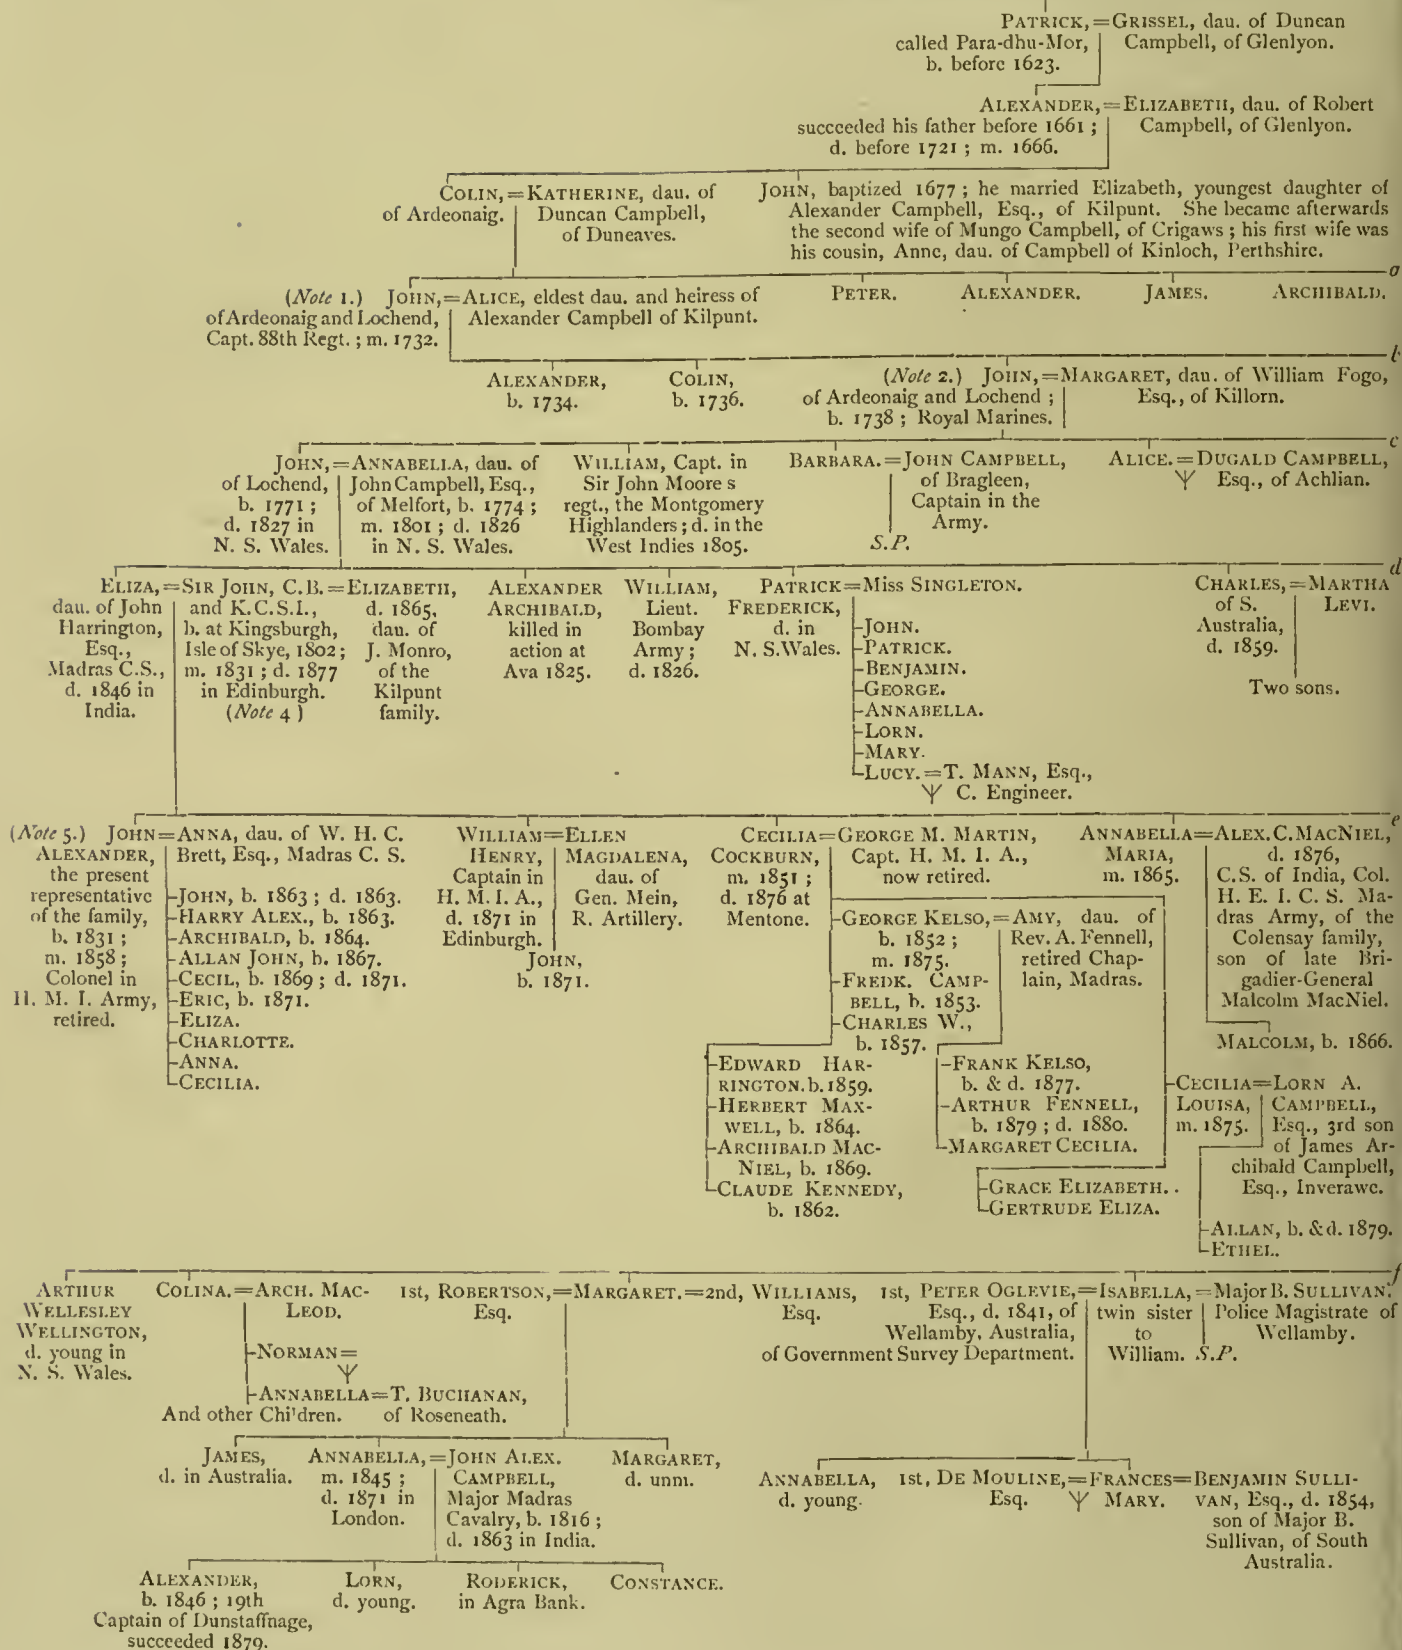 PATRICK, = GRISSEL, dau. of Duncan
called Para-dhu-Mor, Campbell, of Glenlyon.
b. before 1623.
ALEXANDER, = ELIZABETH, dau. of Robert
succeeded his father before 1661 ; Campbell, of Glenlyon.
d. before 1721 ; m. 1666.
COLIN, = KATHERINE, dau. of
of Ardeonaig. Duncan Campbell,
of Duneaves.
JOHN, baptized 1677 ; he married Elizabeth, youngest daughter of
Alexander Campbell, Esq., of Kilpunt. She became afterwards
the second wife of Mungo Campbell, of Crigaws ; his first wife was
his cousin, Anne, dau. of Campbell of Kinloch, Perthshire.
a
(Note 1.) JOHN, = ALICE, eldest dau. and heiress of
of Ardeonaig and Lochend, Alexander Campbell of Kilpunt.
Capt. 88th Regt. ; m. 1732.
PETER. ALEXANDER. JAMES. ARCHIBALD.
b
ALEXANDER,
b. 1734.
COLIN,
b. 1736.
(Note 2.) JOHN, = MARGARET, dau. of William Fogo,
of Ardeonaig and Lochend ; Esq., of Killorn.
b. 1738 ; Royal Marines.
c
JOHN, = ANNABELLA, dau. of
of Lochend, John Campbell, Esq.,
b. 1771 ; of Melfort, b. 1774 ;
d. 1827 in m. 1801 ; d. 1826
N. S. Wales. in N. S. Wales.
WILLIAM, Capt. in
Sir John Moore s
regt., the Montgomery
Highlanders ; d. in the
West Indies 1805.
BARBARA. = JOHN CAMPBELL,
of Bragleen,
Captain in the
Army.
S.P.
ALICE. = DUGALD CAMPBELL,
Esq., of Achlian.
d
ELIZA, = SIR JOHN, C.B. = ELIZABETH,
dau. of John and K.C.S.I., d. 1865,
Harrington, b. at Kingsburgh, dau. of
Esq., Isle of Skye, 1802 ; J. Monro,
Madras C.S., m. 1831 ; d. 1877 of the
d. 1846 in in Edinburgh. Kilpunt
India. (Note 4 ) family.
ALEXANDER
ARCHIBALD,
killed in
action at
Ava 1825.
WILLIAM,
Lieut.
Bombay
Army ;
d. 1826.
PATRICK = Miss SINGLETON.
FREDERICK,
d. in
N. S.Wales.
JOHN.
PATRICK.
BENJAMIN.
GEORGE.
ANNABELLA.
LORN.
MARY.
LUCY. = T. MANN, Esq.,
C. Engineer.
CHARLES, = MARTHA
of S. LEVI.
Australia,
d. 1859.
Two sons.
e
(Note 5.) JOHN = ANNA, dau. of W. H. C.
ALEXANDER, Brett, Esq., Madras C. S.
the present
representative
of the family,
b. 1831 ;
m. 1858 ;
Colonel in
H. M. I. Army,
retired.
JOHN, b. 1863 ; d. 1863.
HARRY ALEX., b. 1863.
ARCHIBALD, b. 1864.
ALLAN JOHN, b. 1867.
CECIL, b. 1869 ; d. 1871.
ERIC, b. 1871.
ELIZA.
CHARLOTTE.
ANNA.
CECILIA.
WILLIAM = ELLEN
HENRY, MAGDALENA,
Captain in dau. of
H. M. I. A., Gen. Mein,
d. 1871 in R. Artillery.
Edinburgh.
JOHN,
b. 1871.
CECILIA = GEORGE M. MARTIN,
COCKBURN, Capt. H. M. I. A.,
m. 1851 ; now retired.
d. 1876 at
Mentone.
GEORGE KELSO, = AMY, dau. of
b. 1852 ; Rev. A. Fennell,
m. 1875. retired Chap-
lain, Madras.
FREDK. CAMP-
BELL, b. 1853.
CHARLES W.,
b. 1857.
EDWARD HAR-
RINGTON. b. 1859.
HERBERT MAX-
WELL, b. 1864.
ARCHIBALD MAC-
NIEL, b. 1869.
CLAUDE KENNEDY,
b. 1862.
FRANK KELSO,
b. & d. 1877.
ARTHUR FENNELL,
b. 1879 ; d. 1880.
MARGARET CECILIA.
GRACE ELIZABETH. .
GERTRUDE ELIZA.
ANNABELLA = ALEX. C. MACNIEL,
MARIA, d. 1876,
m. 1865. C.S. of India, Col.
H. E. I. C. S. Ma-
dras Army, of the
Colensay family,
son of late Bri-
gadier-General
Malcolm MacNiel.
MALCOLM, b. 1866.
CECILIA = LORN A.
LOUISA, CAMPBELL,
m. 1875. Esq., 3rd son
of James Ar-
chibald Campbell,
Esq., Inverawe.
ALLAN, b. & d. 1879.
ETHEL.
f
ARTHUR
WELLESLEY
WELLINGTON,
d. young in
N. S. Wales.
COLINA. = ARCH. MAC-
LEOD.
NORMAN =
ANNABELLA = T. BUCHANAN,
And other Chi'dren. of Roseneath.
1st, ROBERTSON, = MARGARET. = 2nd, WILLIAMS,
Esq. Esq.
1st, PETER OGLEVIE, = ISABELLA, = Major B. SULLIVAN.
Esq., d. 1841, of twin sister Police Magistrate of
Wellamby, Australia, to Wellamby.
of Government Survey Department. William. S.P.
JAMES,
d. in Australia.
ANNABELLA, = JOHN ALEX.
m. 1845 ; CAMPBELL,
d. 1871 in Major Madras
London. Cavalry, b. 1816 ;
d. 1863 in India.
MARGARET,
d. unm.
ANNABELLA,
d. young.
1st, DE MOULINE, = FRANCES = BENJAMIN SULLI-
Esq. MARY. VAN, Esq., d. 1854,
son of Major B.
Sullivan, of South
Australia.
ALEXANDER,
b. 1846 ; 19th
Captain of Dunstaffnage,
succeeded 1879.
LORN,
d. young.
RODERICK,
in Agra Bank.
CONSTANCE.